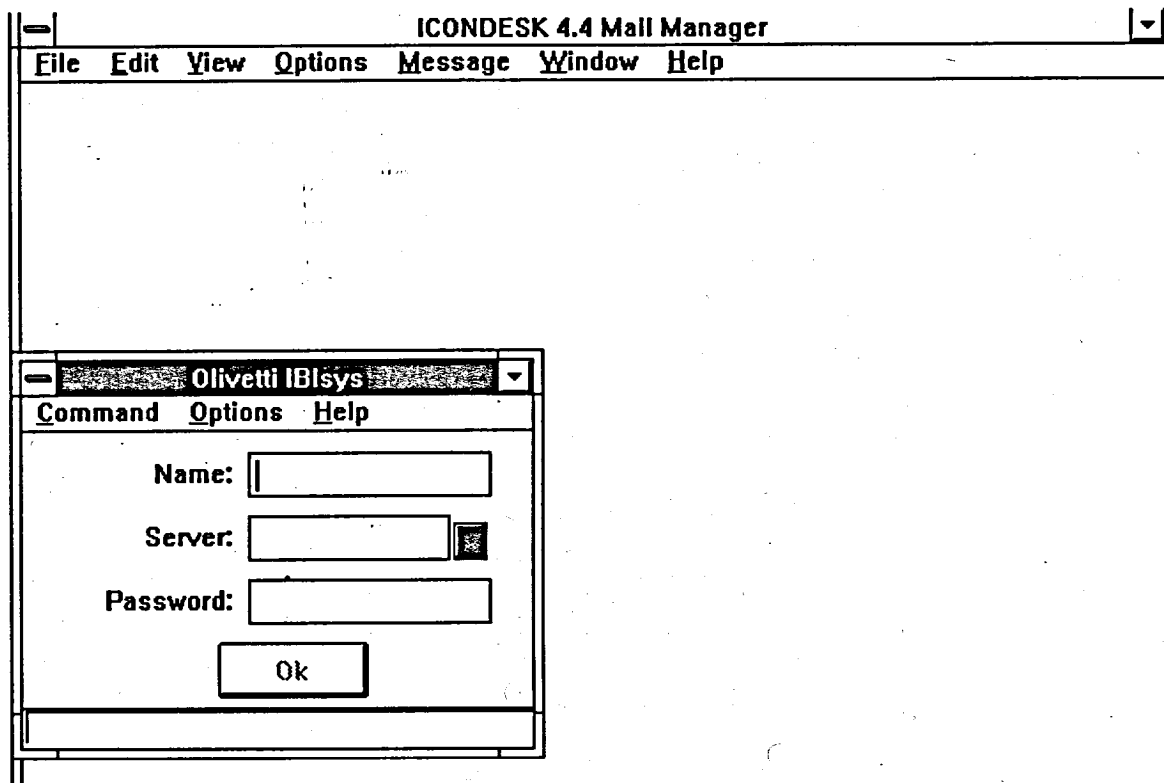 ICONDESK 4.4 Mail Manager
File Edit View Options Message Window Help
Olivetti IBIsys
Command Options Help
Name:
Server:
Password:
Ok